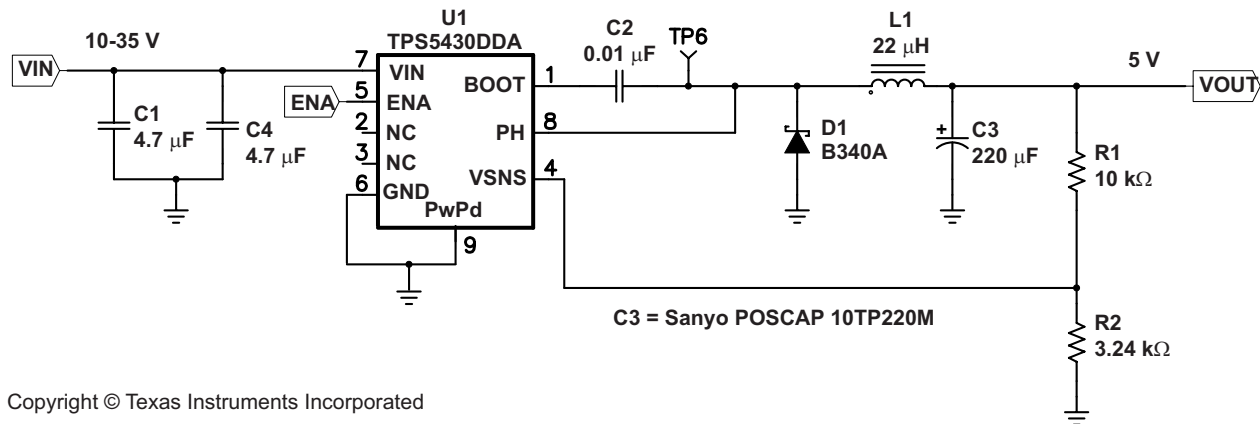 U1
TPS5430DDA
10-35 V
VIN
ENA
7
5
2
3
6
VIN
ENA
NC
NC
GND
BOOT
PH
VSNS
PwPd
1
8
4
9
C1
4.7 μF
C4
4.7 μF
C2
0.01 μF
TP6
L1
22 μH
5 V
VOUT
D1
B340A
+
C3
220 μF
R1
10 kΩ
C3 = Sanyo POSCAP 10TP220M
R2
3.24 kΩ
Copyright © Texas Instruments Incorporated